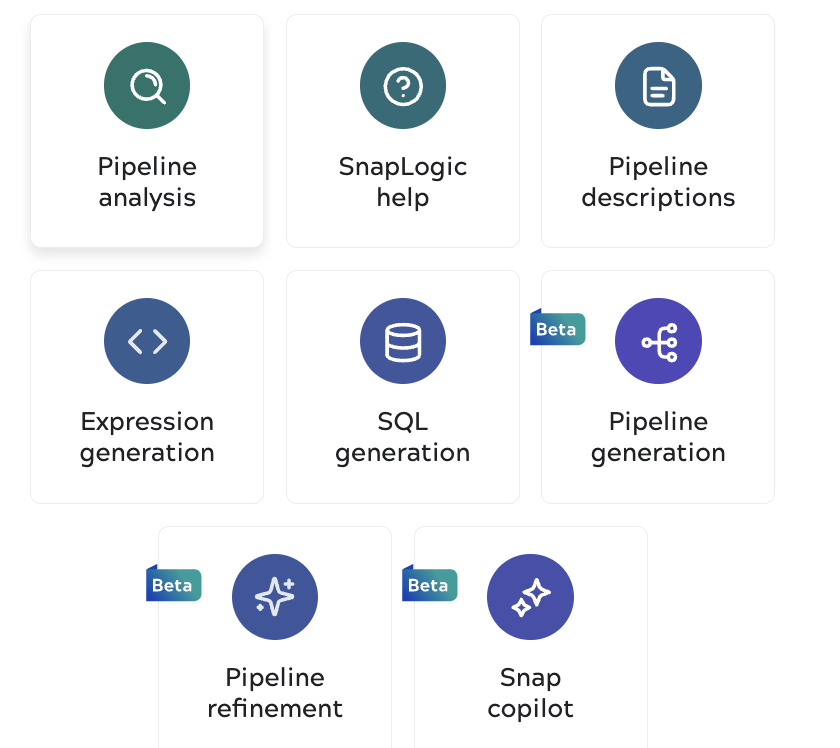 Pipeline
analysis
SnapLogic
help
Pipeline
descriptions
Expression
generation
SQL
generation
Beta
Pipeline
generation
Beta
Pipeline
refinement
Beta
Snap
copilot